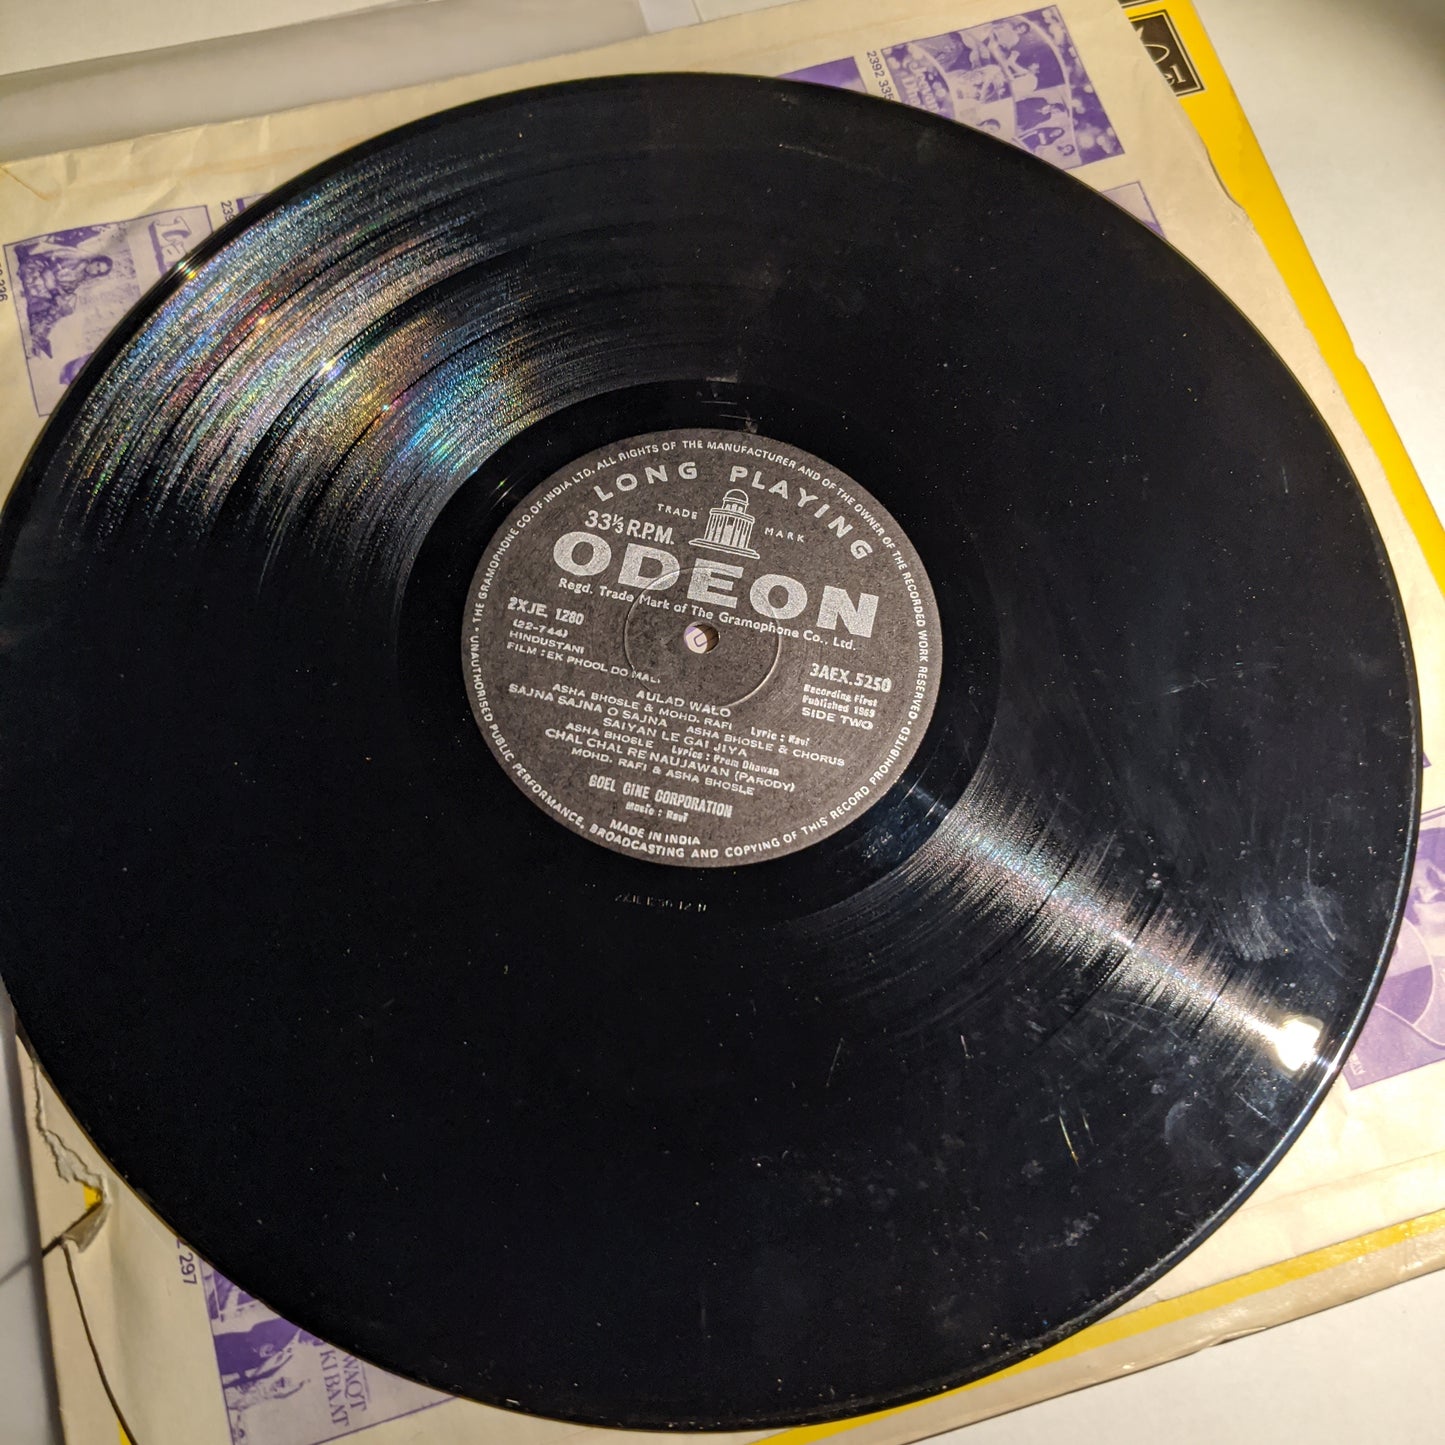 THE GRAMOPHONE CO. OF INDIA LTD. ALL RIGHTS OF THE MANUFACTURER AND OF THE OWNER OF THE RECORDED WORK RESERVED · UNAUTHORISED PUBLIC PERFORMANCE, BROADCASTING AND COPYING OF THIS RECORD PROHIBITED ·
LONG PLAYING
TRADE MARK
33⅓ R.P.M.
ODEON
Regd. Trade Mark of The Gramophone Co., Ltd.
2XJE. 1280
(22-744)
HINDUSTANI
FILM : EK PHOOL DO MALI
3AEX.5250
Recording First
Published 1969
SIDE TWO
AULAD WALO
ASHA BHOSLE & MOHD. RAFI Lyric : Ravi
SAJNA SAJNA O SAJNA ASHA BHOSLE & CHORUS
SAIYAN LE GAI JIYA
ASHA BHOSLE Lyrics : Prem Dhawan
CHAL CHAL RE NAUJAWAN (PARODY)
MOHD. RAFI & ASHA BHOSLE
GOEL CINE CORPORATION
Music : Ravi
MADE IN INDIA
2392 335
297
WAQT
KI BAAT